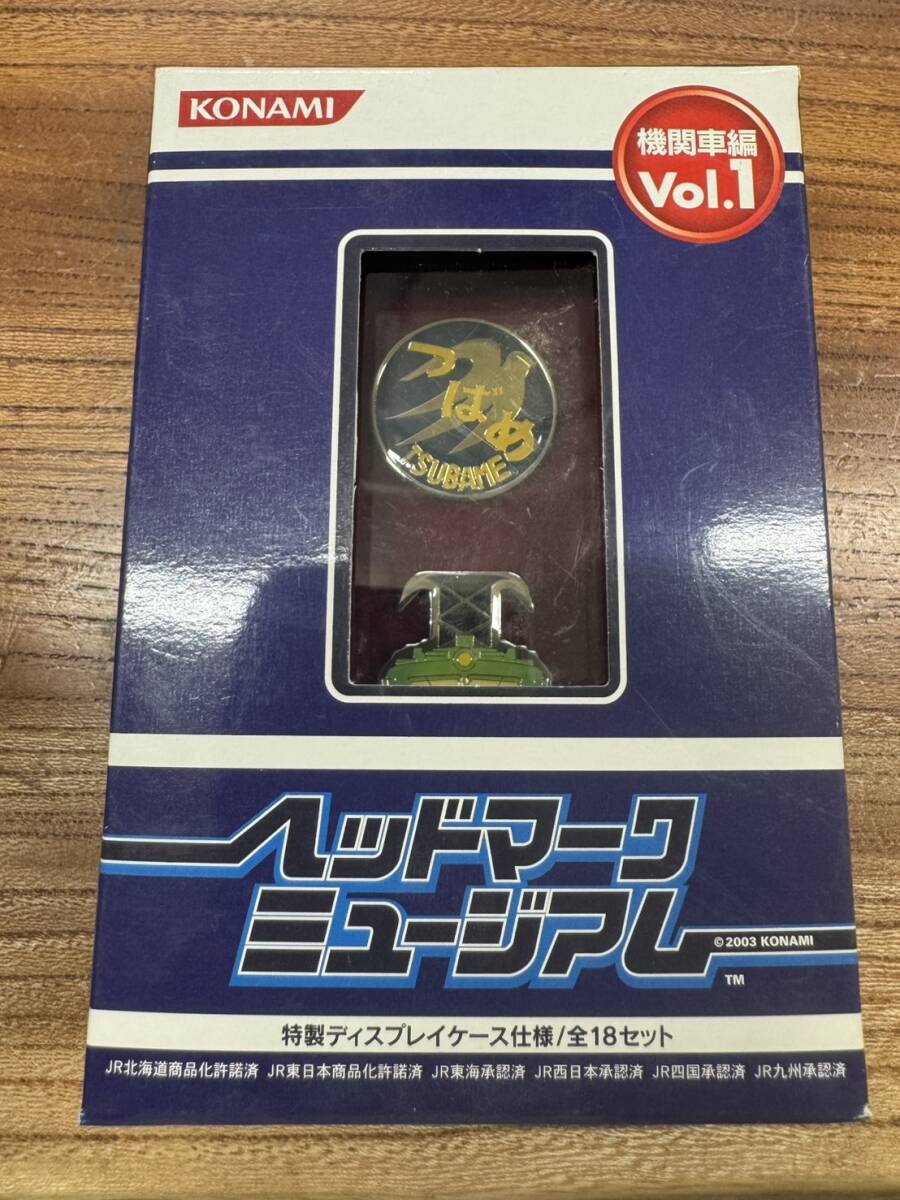 KONAMI
機関車編
Vol.1
つばめ
TSUBAME
ヘッドマーク
ミュージアム
©2003 KONAMI
TM
特製ディスプレイケース仕様/全18セット
JR北海道商品化許諾済 JR東日本商品化許諾済 JR東海承認済 JR西日本承認済 JR四国承認済 JR九州承認済